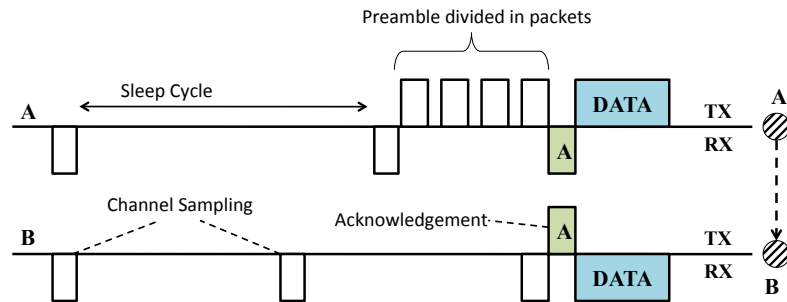 Preamble divided in packets
Sleep Cycle
A
DATA
TX
A
RX
A
Channel Sampling
Acknowledgement
A
B
TX
DATA
RX
B